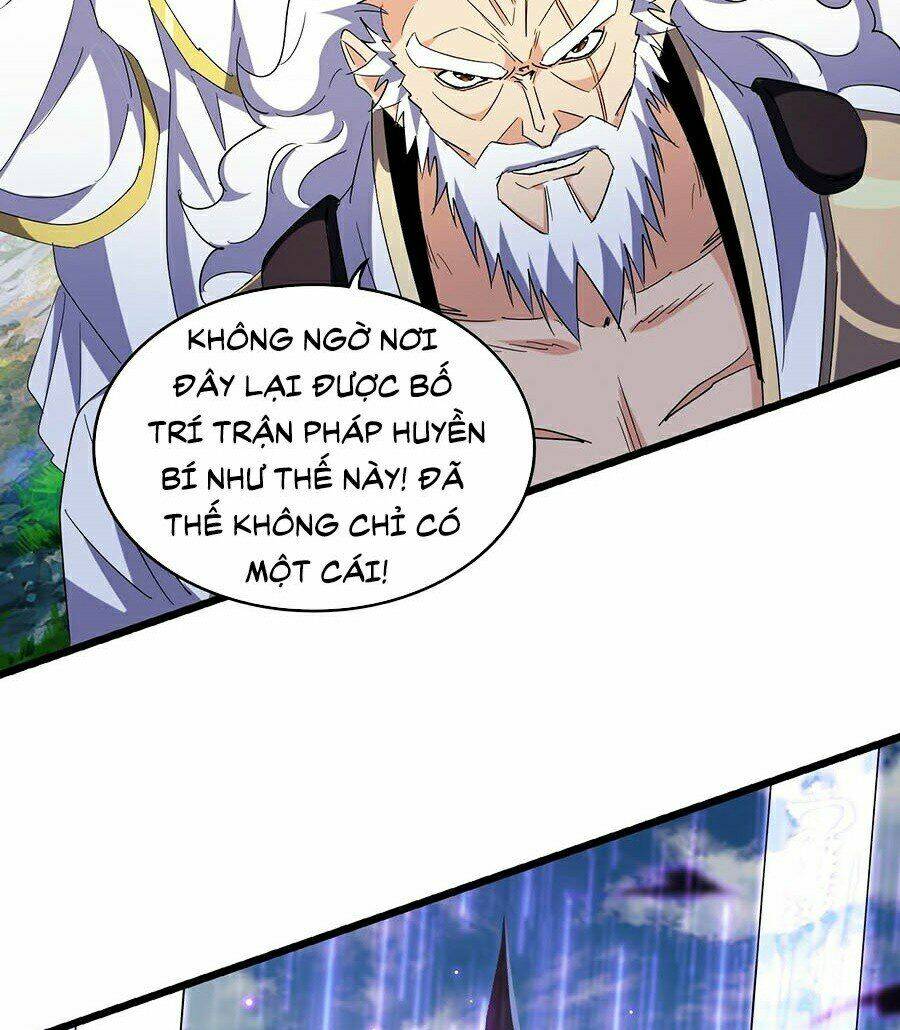 KHÔNG NGỜ NƠI
ĐÂY LẠI ĐƯỢC BỐ
TRÍ TRẬN PHÁP HUYỀN
BÍ NHƯ THẾ NÀY! ĐÃ
THẾ KHÔNG CHỈ CÓ
MỘT CÁI!